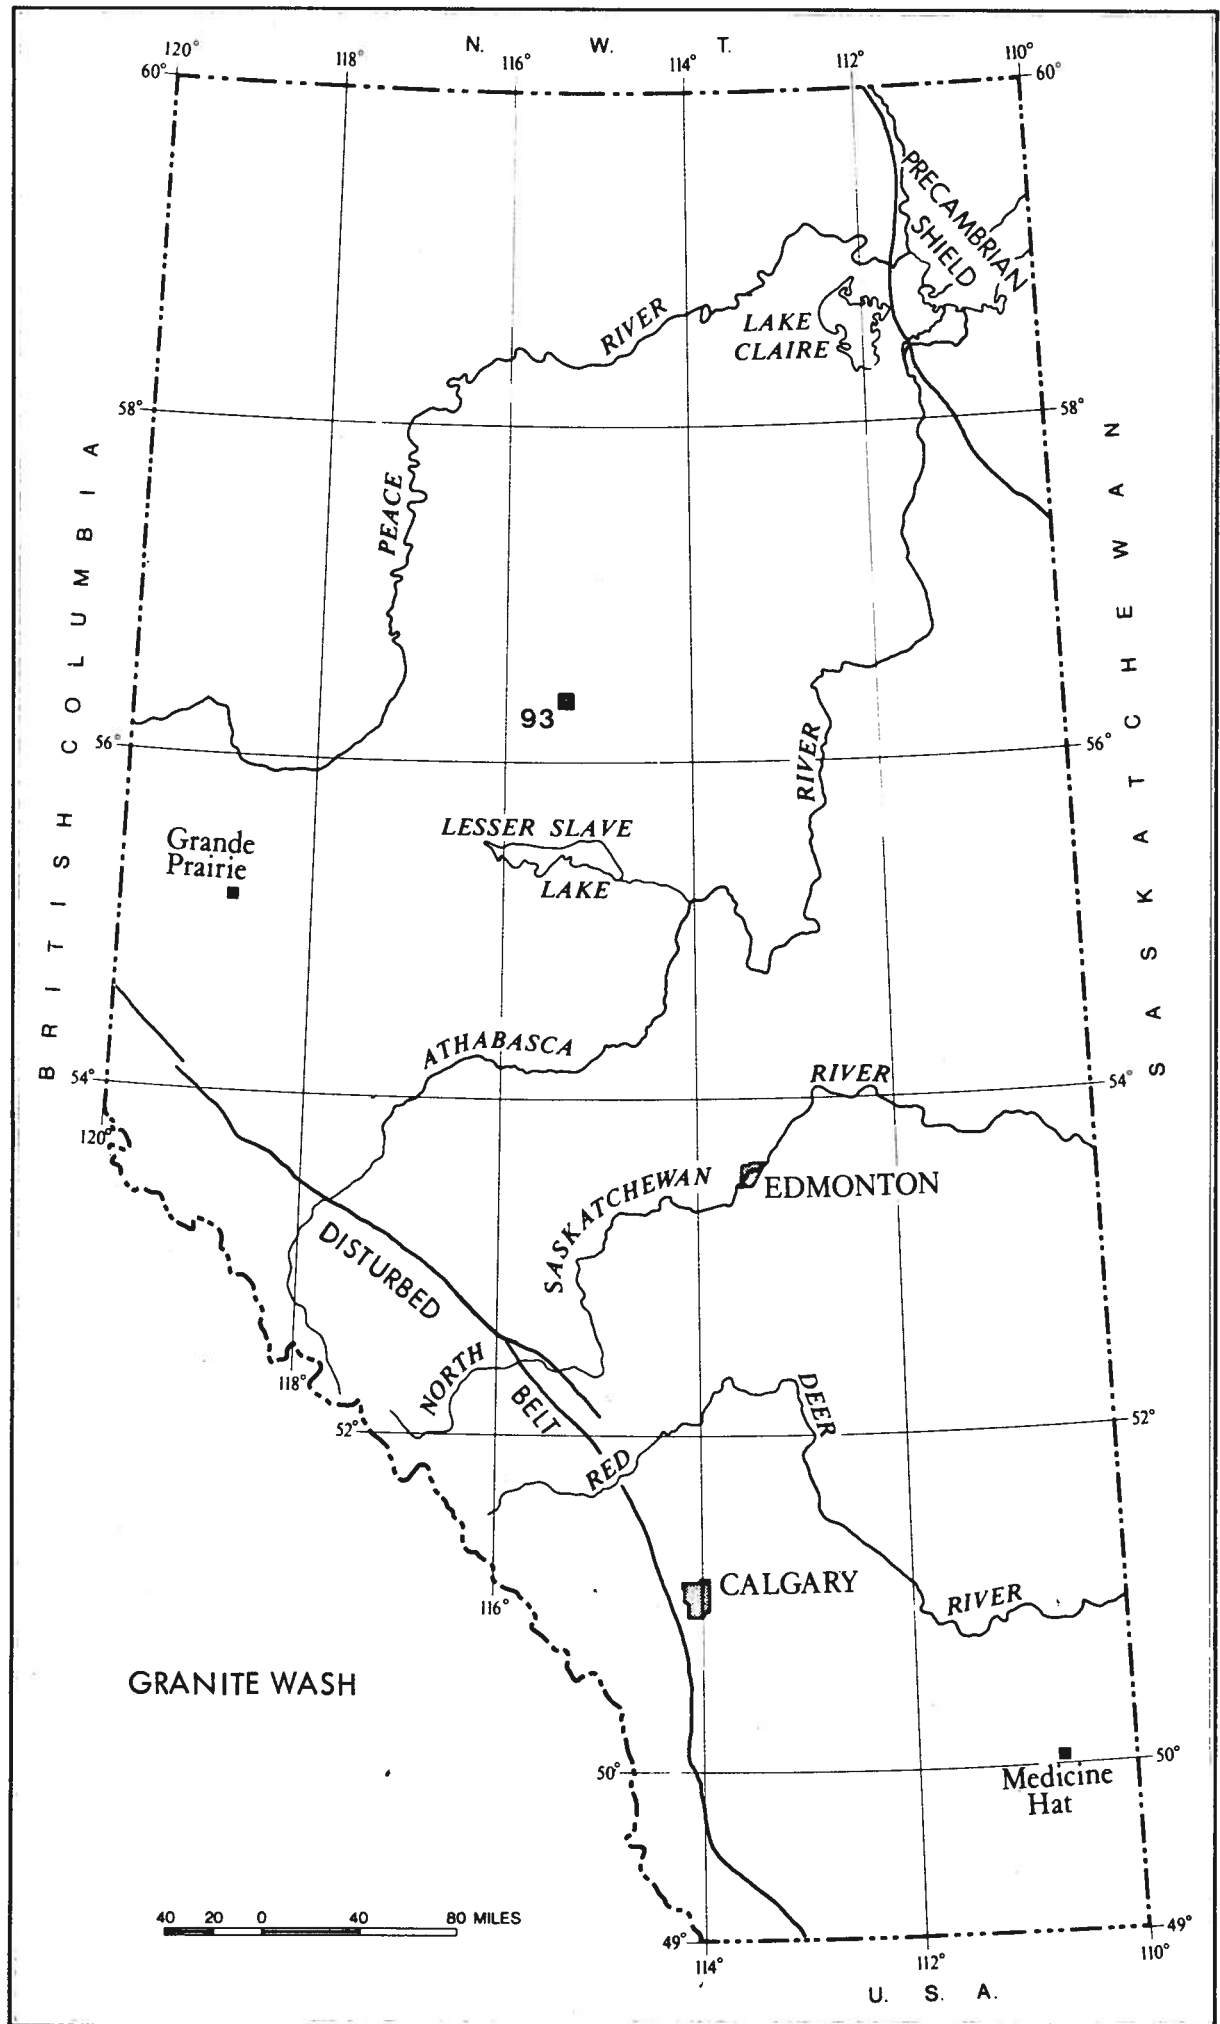 N. W. T.
120°
118°
116°
114°
112°
110°
60°
60°
PRECAMBRIAN
SHIELD
RIVER
LAKE
CLAIRE
58°
58°
PEACE
BRITISH COLUMBIA
SASKATCHEWAN
93
56°
56°
RIVER
LESSER SLAVE
LAKE
Grande
Prairie
ATHABASCA
54°
54°
RIVER
120°
SASKATCHEWAN
EDMONTON
DISTURBED
BELT
NORTH
118°
52°
52°
RED
DEER
RIVER
CALGARY
116°
GRANITE WASH
50°
50°
Medicine
Hat
40 20 0 40 80 MILES
49°
49°
114°
112°
110°
U. S. A.